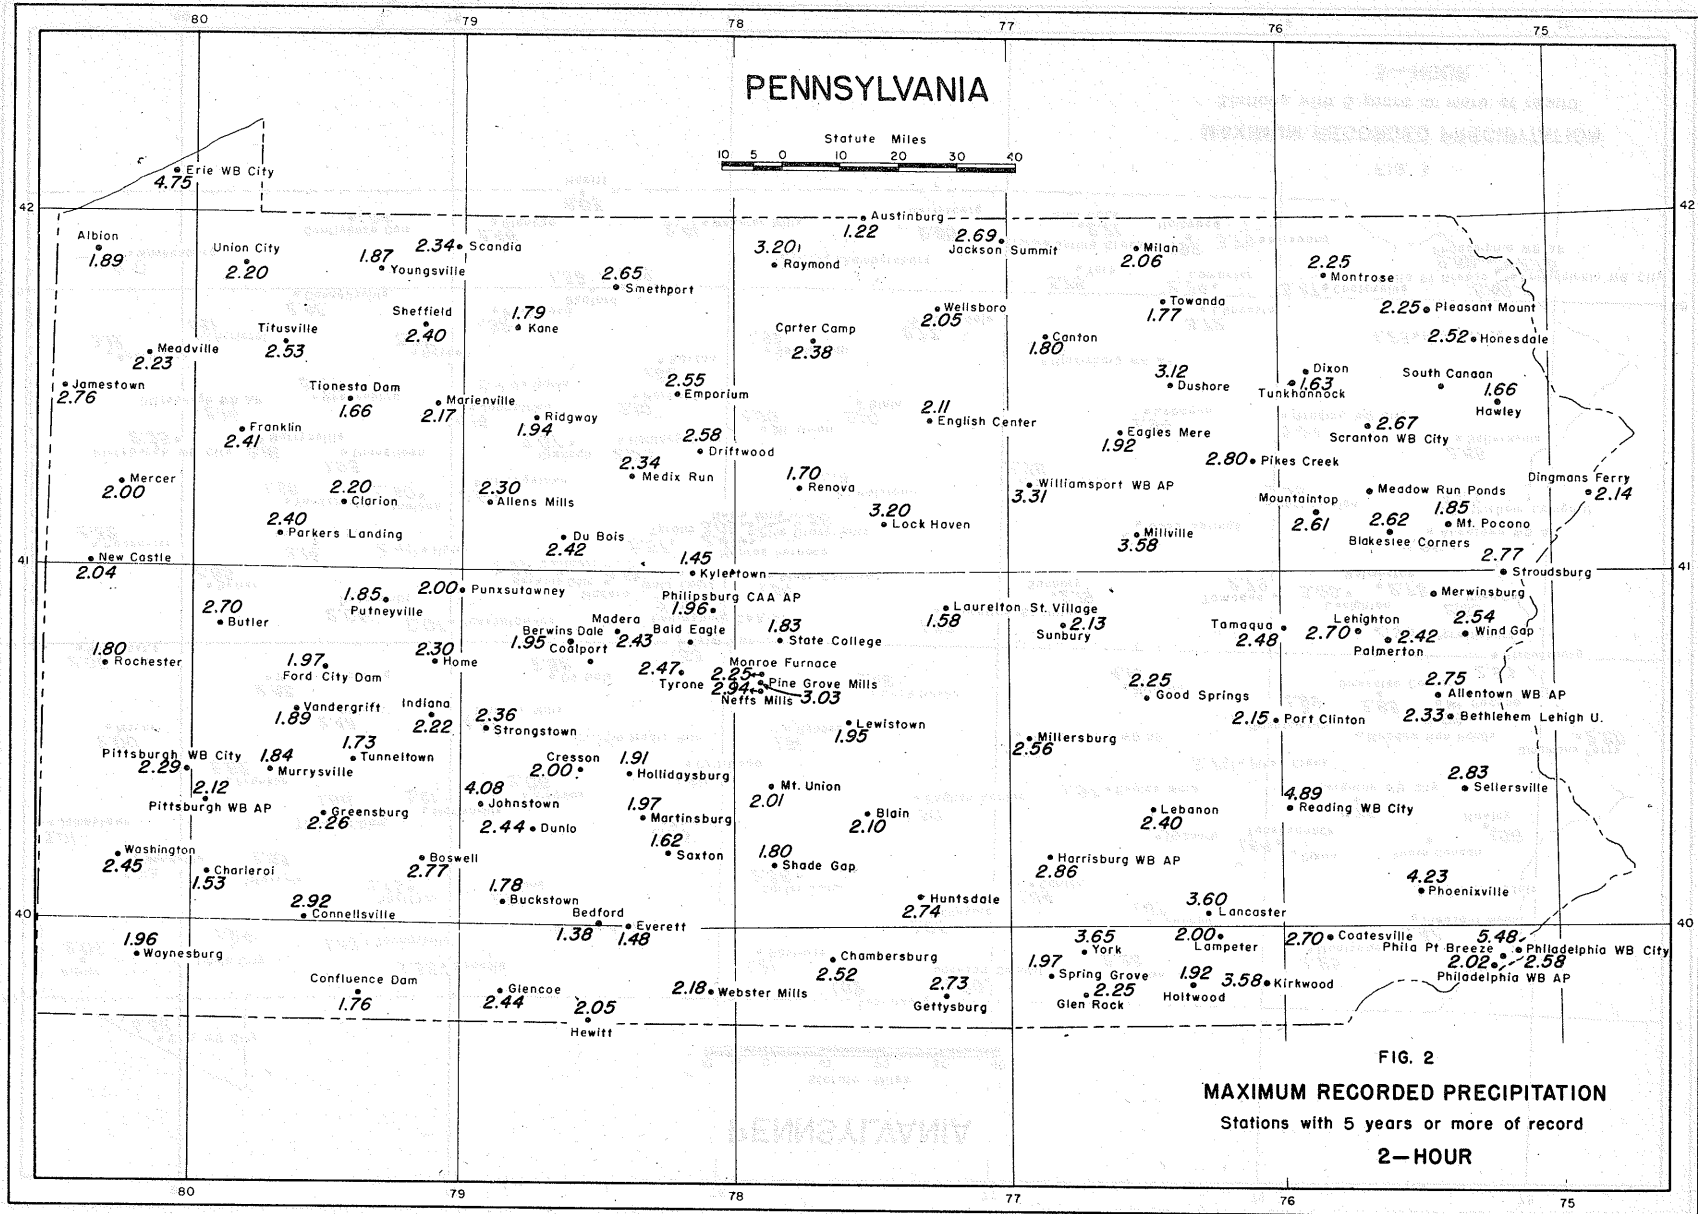 80 79 78 77 76 75
PENNSYLVANIA
Statute Miles
10 5 0 10 20 30 40
Erie WB City
4.75
42 42
Austinburg
1.22
Albion
1.89
Union City
2.20
1.87
Youngsville
2.34 Scandia
3.20
Raymond
2.69
Jackson Summit
Milan
2.06
2.25
Montrose
2.65
Smethport
Wellsboro
2.05
Towanda
1.77
2.25 Pleasant Mount
Sheffield
2.40
1.79
Kane
Titusville
2.53
Carter Camp
2.38
Canton
1.80
2.52 Honesdale
Meadville
2.23
Jamestown
2.76
Tionesta Dam
1.66
Marienville
2.17
Ridgway
1.94
2.55
Emporium
3.12
Dushore
Dixon
1.63
Tunkhannock
South Canaan
1.66
Hawley
Franklin
2.41
2.11
English Center
Eagles Mere
1.92
2.67
Scranton WB City
2.58
Driftwood
2.34
Medix Run
2.80 Pikes Creek
Mercer
2.00
2.20
Clarion
2.30
Allens Mills
1.70
Renova
Williamsport WB AP
3.31
Mountaintop
2.61
Meadow Run Ponds
Dingmans Ferry
2.14
2.40
Parkers Landing
3.20
Lock Haven
1.85
Mt. Pocono
2.62
Blakeslee Corners
Du Bois
2.42
Millville
3.58
New Castle
2.04
41 41
1.45
Kylertown
2.77
Stroudsburg
1.85
Putneyville
2.00 Punxsutawney
Philipsburg CAA AP
1.96
Merwinsburg
2.70
Butler
Laurelton St. Village
1.58
2.13
Sunbury
Tamaqua
2.48
Lehighton
2.70
2.42
Palmerton
2.54
Wind Gap
Madera
2.43
Berwins Dale
1.95
Coalport
Bald Eagle
1.83
State College
1.80
Rochester
1.97
Ford City Dam
2.30
Home
2.47
Tyrone
Monroe Furnace
2.25
Pine Grove Mills
2.94
Neffs Mills 3.03
2.25
Good Springs
2.75
Allentown WB AP
Vandergrift
1.89
Indiana
2.22
2.36
Strongstown
Lewistown
1.95
2.15 Port Clinton
2.33 Bethlehem Lehigh U.
Millersburg
2.56
Pittsburgh WB City
2.29
1.84
Murrysville
1.73
Tunneltown
Cresson
2.00
1.91
Hollidaysburg
2.12
Pittsburgh WB AP
4.08
Johnstown
Mt. Union
2.01
2.83
Sellersville
4.89
Reading WB City
Greensburg
2.26
2.44 Dunlo
1.97
Martinsburg
Blain
2.10
Lebanon
2.40
Washington
2.45
Charleroi
1.53
Boswell
2.77
1.62
Saxton
1.80
Shade Gap
Harrisburg WB AP
2.86
4.23
Phoenixville
2.92
Connellsville
1.78
Buckstown
Huntsdale
2.74
3.60
Lancaster
40 40
Bedford
1.38
Everett
1.48
1.96
Waynesburg
3.65
York
2.00
Lampeter
2.70 Coatesville
5.48
Phila Pt Breeze Philadelphia WB City
2.02 2.58
Philadelphia WB AP
Chambersburg
2.52
1.97
Spring Grove
2.25
Glen Rock
1.92
Holtwood
3.58 Kirkwood
Confluence Dam
1.76
Glencoe
2.44
2.05
Hewitt
2.18 Webster Mills
2.73
Gettysburg
FIG. 2
MAXIMUM RECORDED PRECIPITATION
Stations with 5 years or more of record
2-HOUR
80 79 78 77 76 75